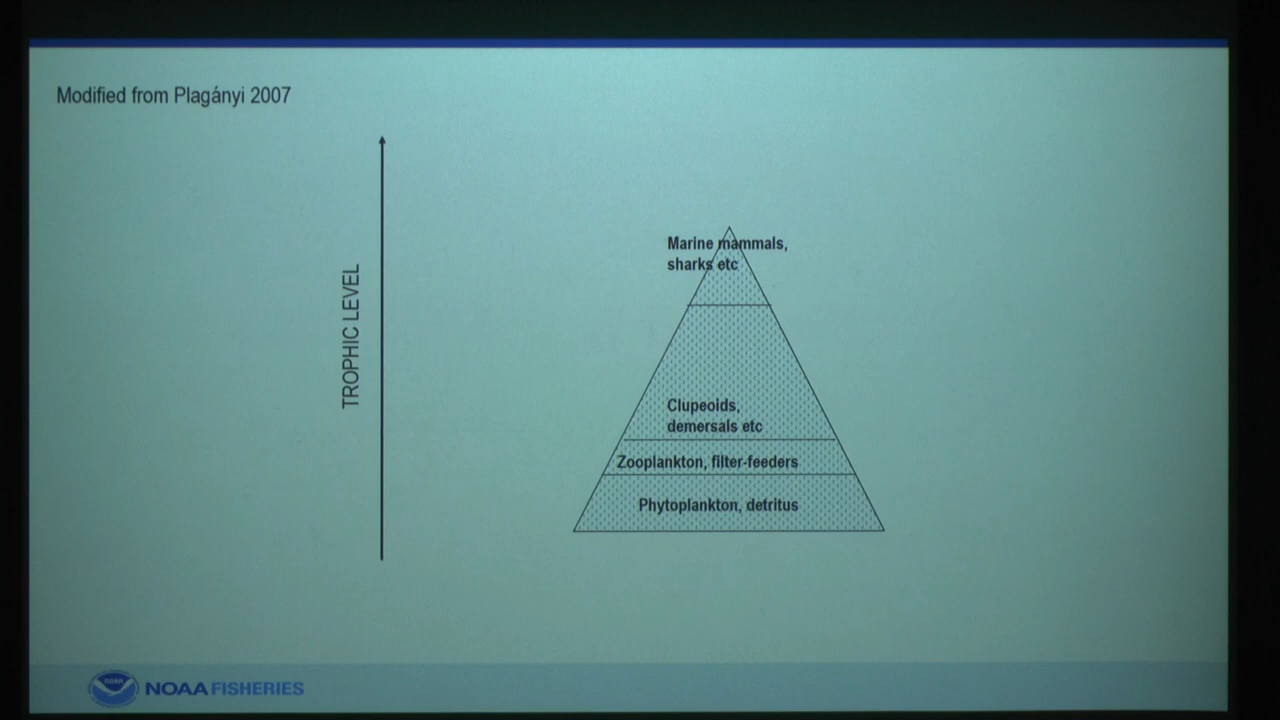 Modified from Plagányi 2007
TROPHIC LEVEL
Marine mammals,
sharks etc
Clupeoids,
demersals etc
Zooplankton, filter-feeders
Phytoplankton, detritus
NOAA
NOAA FISHERIES